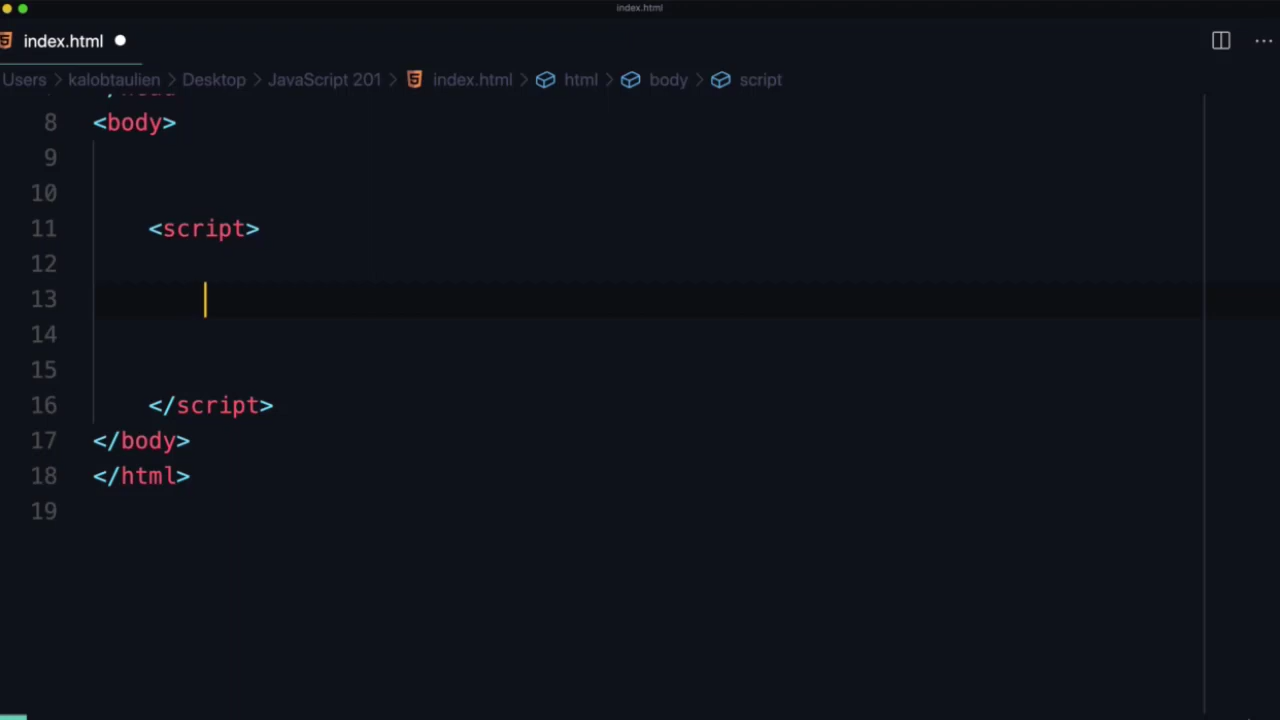 index.html
index.html
Users > kalobtaulien > Desktop > JavaScript 201 > index.html > html > body > script
8 <body>
9
10
11 <script>
12
13
14
15
16 </script>
17 </body>
18 </html>
19